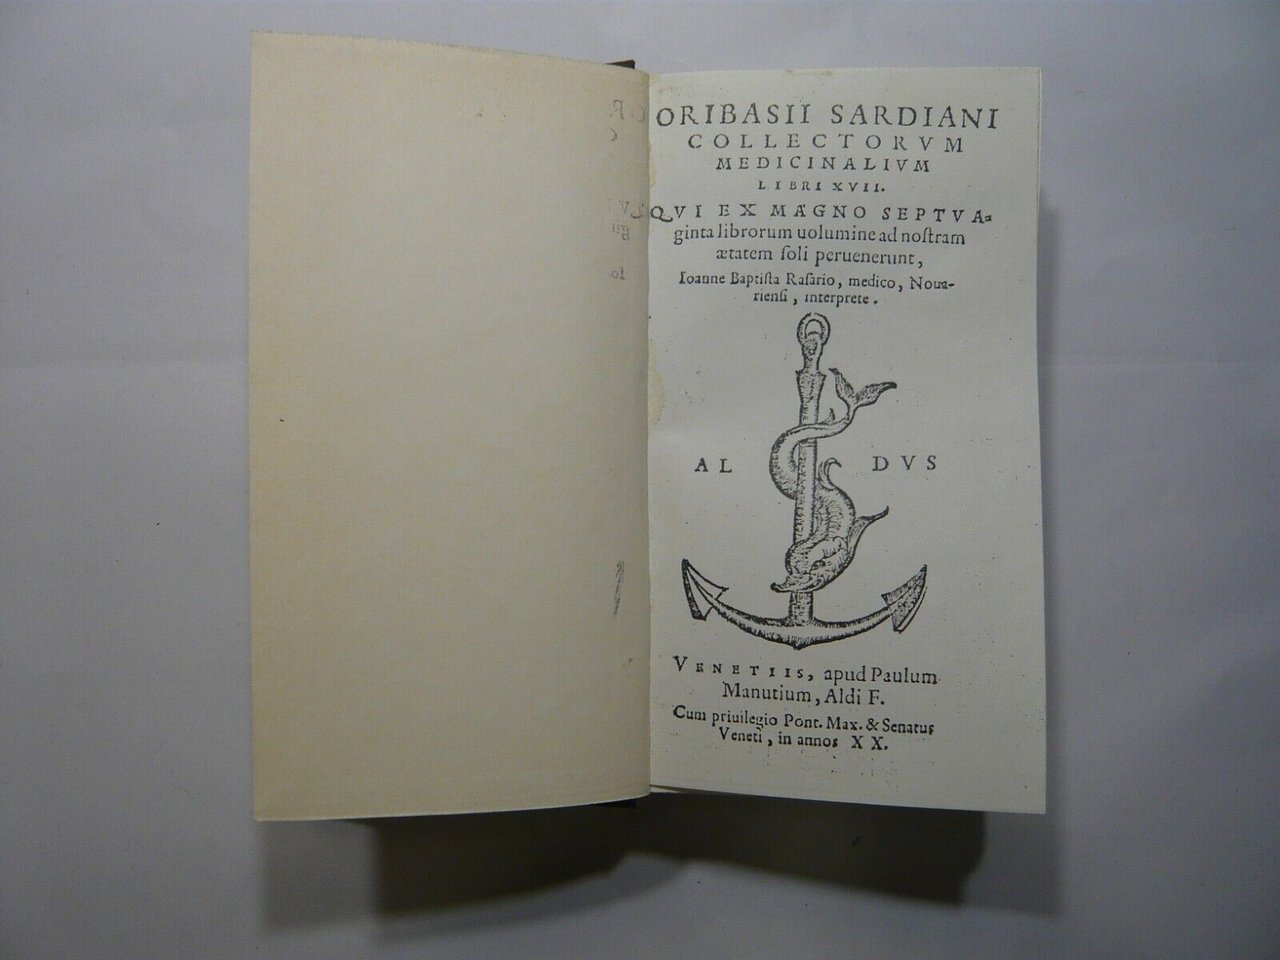 ORIBASII SARDIANI
COLLECTORVM
MEDICINALIVM
LIBRI XVII.
QVI EX MAGNO SEPTVA-
ginta librorum uolumine ad noſtram
ætatem ſoli peruenerunt,
Ioanne Baptiſta Raſario, medico, Noua-
rienſi, interprete.
AL DVS
VENETIIS, apud Paulum
Manutium, Aldi F.
Cum priuilegio Pont. Max. & Senatus
Veneti, in annos XX.